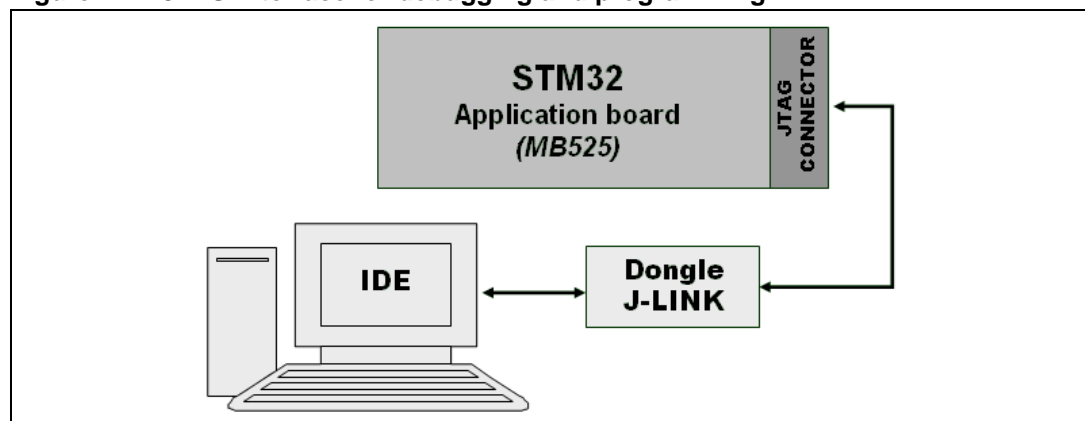 STM32
Application board
(MB525)
JTAG
CONNECTOR
IDE
Dongle
J-LINK